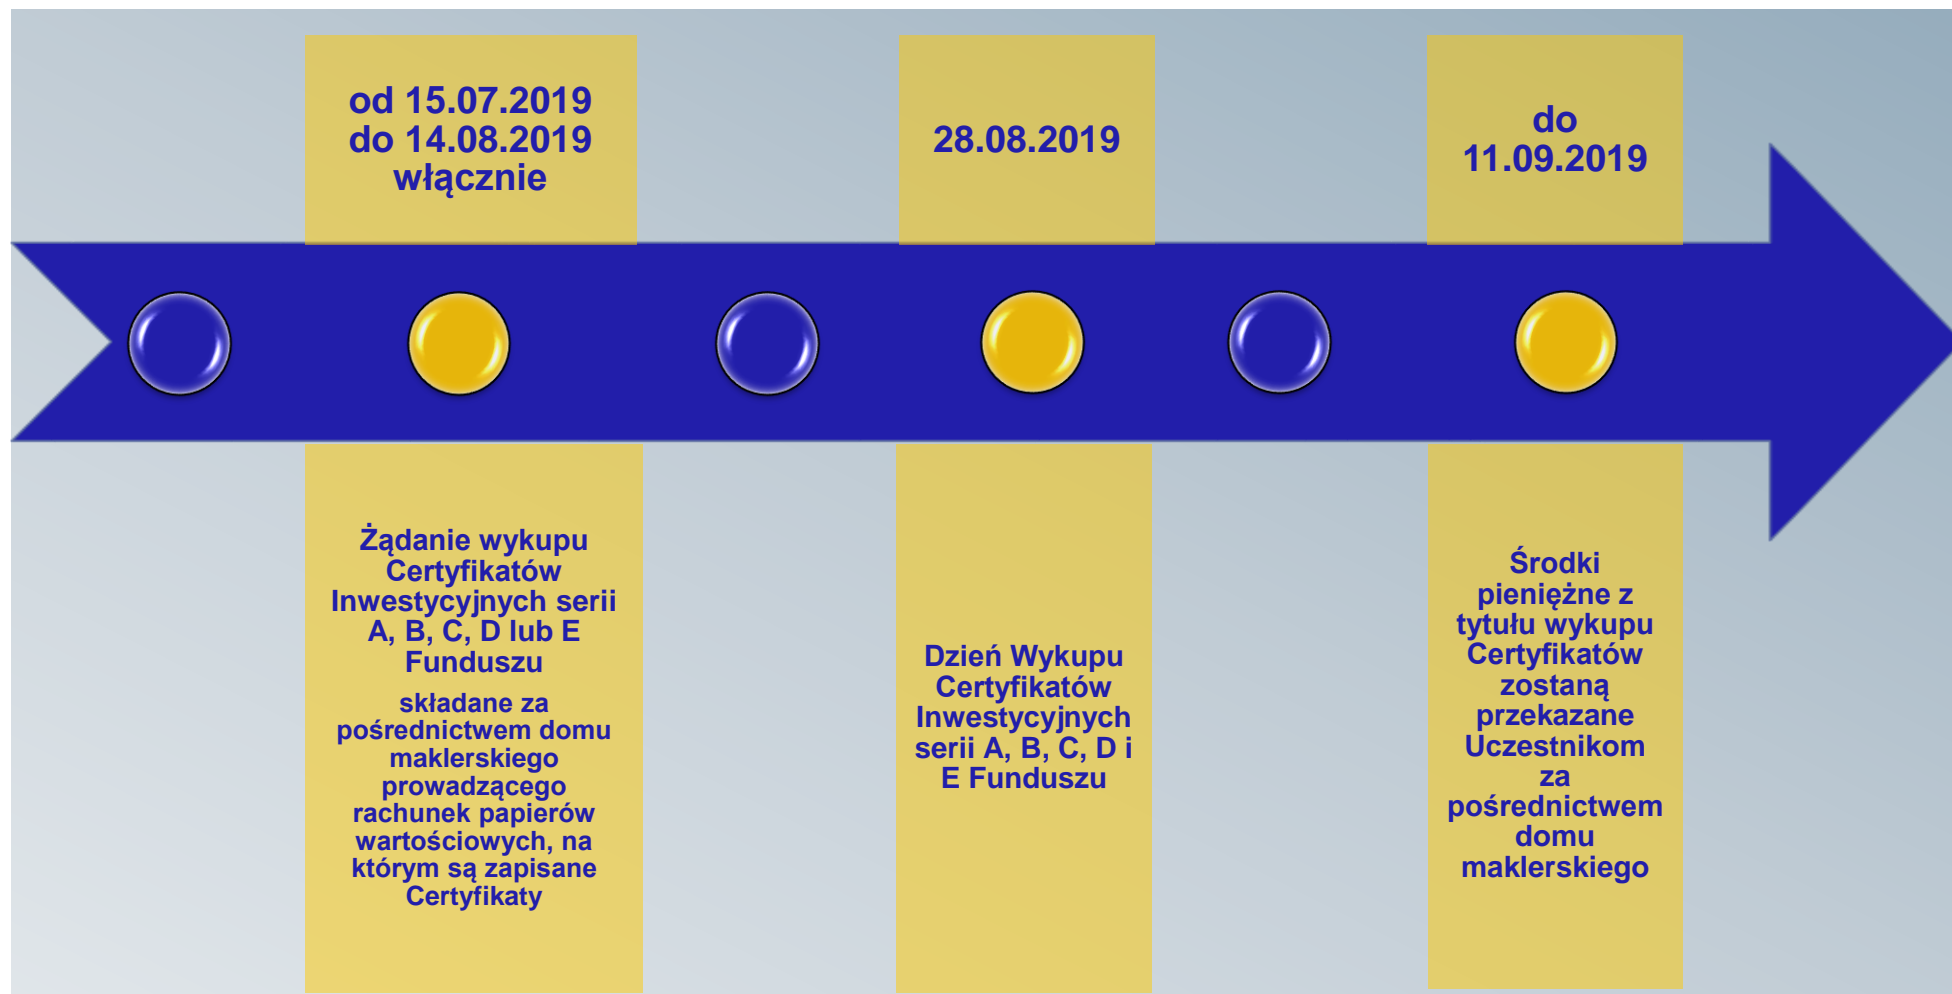 od 15.07.2019
do 14.08.2019
włącznie
28.08.2019
do
11.09.2019
Żądanie wykupu
Certyfikatów
Inwestycyjnych serii
A, B, C, D lub E
Funduszu
składane za
pośrednictwem domu
maklerskiego
prowadzącego
rachunek papierów
wartościowych, na
którym są zapisane
Certyfikaty
Dzień Wykupu
Certyfikatów
Inwestycyjnych
serii A, B, C, D i
E Funduszu
Środki
pieniężne z
tytułu wykupu
Certyfikatów
zostaną
przekazane
Uczestnikom
za
pośrednictwem
domu
maklerskiego